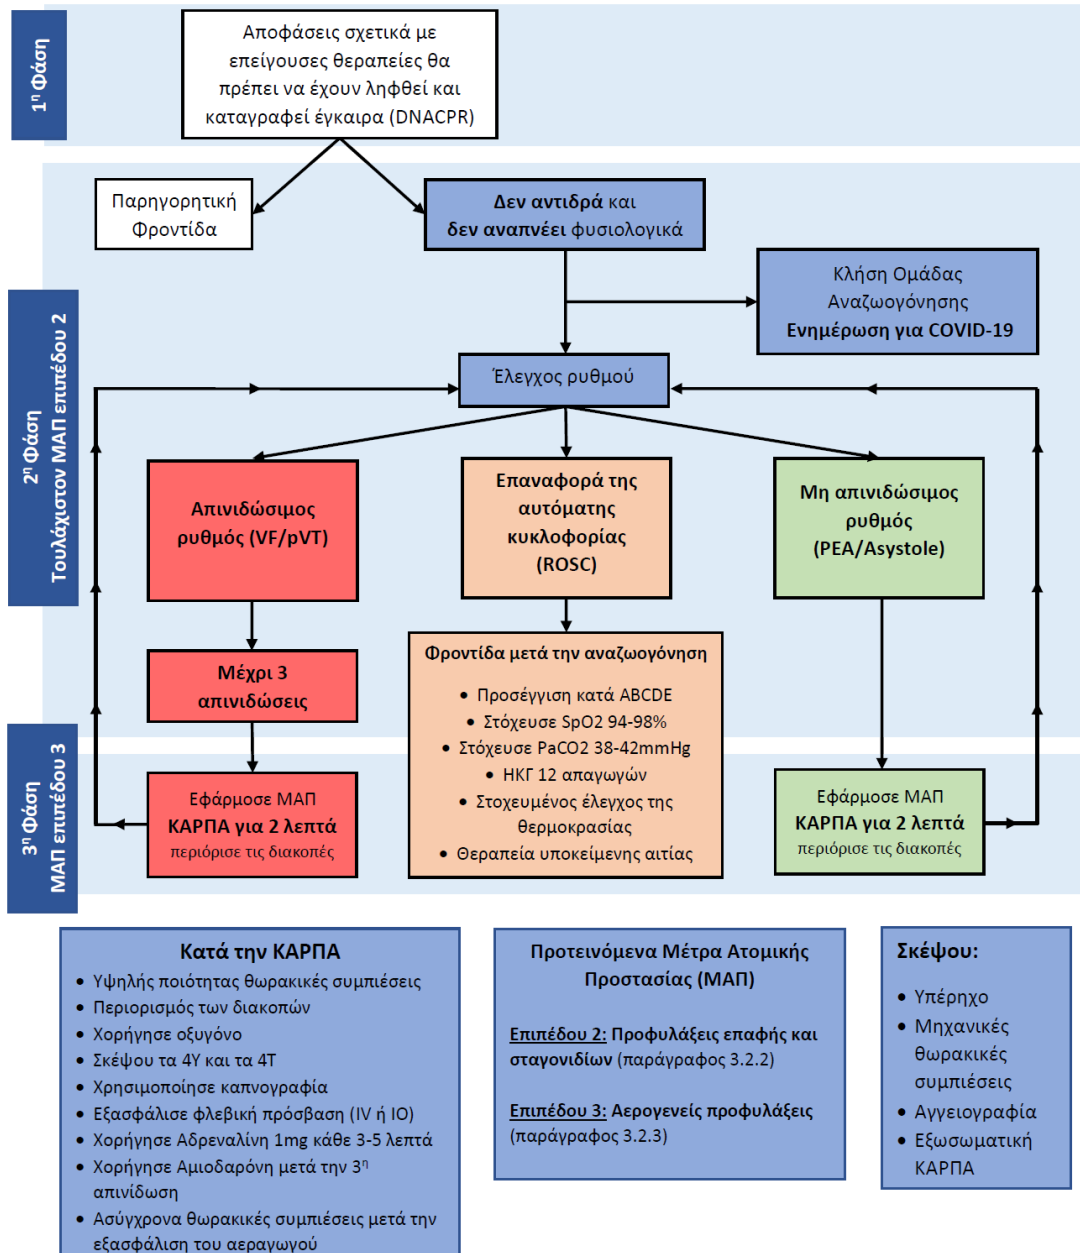 1η Φάση
Αποφάσεις σχετικά με
επείγουσες θεραπείες θα
πρέπει να έχουν ληφθεί και
καταγραφεί έγκαιρα (DNACPR)
Παρηγορητική
Φροντίδα
Δεν αντιδρά και
δεν αναπνέει φυσιολογικά
Κλήση Ομάδας
Αναζωογόνησης
Ενημέρωση για COVID-19
2η Φάση
Τουλάχιστον ΜΑΠ επιπέδου 2
Έλεγχος ρυθμού
Απινιδώσιμος
ρυθμός (VF/pVT)
Επαναφορά της
αυτόματης
κυκλοφορίας
(ROSC)
Μη απινιδώσιμος
ρυθμός
(PEA/Asystole)
Μέχρι 3
απινιδώσεις
Φροντίδα μετά την αναζωογόνηση
• Προσέγγιση κατά ABCDE
• Στόχευσε SpO2 94-98%
• Στόχευσε PaCO2 38-42mmHg
• ΗΚΓ 12 απαγωγών
• Στοχευμένος έλεγχος της
θερμοκρασίας
• Θεραπεία υποκείμενης αιτίας
3η Φάση
ΜΑΠ επιπέδου 3
Εφάρμοσε ΜΑΠ
ΚΑΡΠΑ για 2 λεπτά
περιόρισε τις διακοπές
Εφάρμοσε ΜΑΠ
ΚΑΡΠΑ για 2 λεπτά
περιόρισε τις διακοπές
Κατά την ΚΑΡΠΑ
• Υψηλής ποιότητας θωρακικές συμπιέσεις
• Περιορισμός των διακοπών
• Χορήγησε οξυγόνο
• Σκέψου τα 4Υ και τα 4Τ
• Χρησιμοποίησε καπνογραφία
• Εξασφάλισε φλεβική πρόσβαση (IV ή IO)
• Χορήγησε Αδρεναλίνη 1mg κάθε 3-5 λεπτά
• Χορήγησε Αμιοδαρόνη μετά την 3η
απινίδωση
• Ασύγχρονα θωρακικές συμπιέσεις μετά την
εξασφάλιση του αεραγωγού
Προτεινόμενα Μέτρα Ατομικής
Προστασίας (ΜΑΠ)
Επιπέδου 2: Προφυλάξεις επαφής και
σταγονιδίων (παράγραφος 3.2.2)
Επιπέδου 3: Αερογενείς προφυλάξεις
(παράγραφος 3.2.3)
Σκέψου:
• Υπέρηχο
• Μηχανικές
θωρακικές
συμπιέσεις
• Αγγειογραφία
• Εξωσωματική
ΚΑΡΠΑ